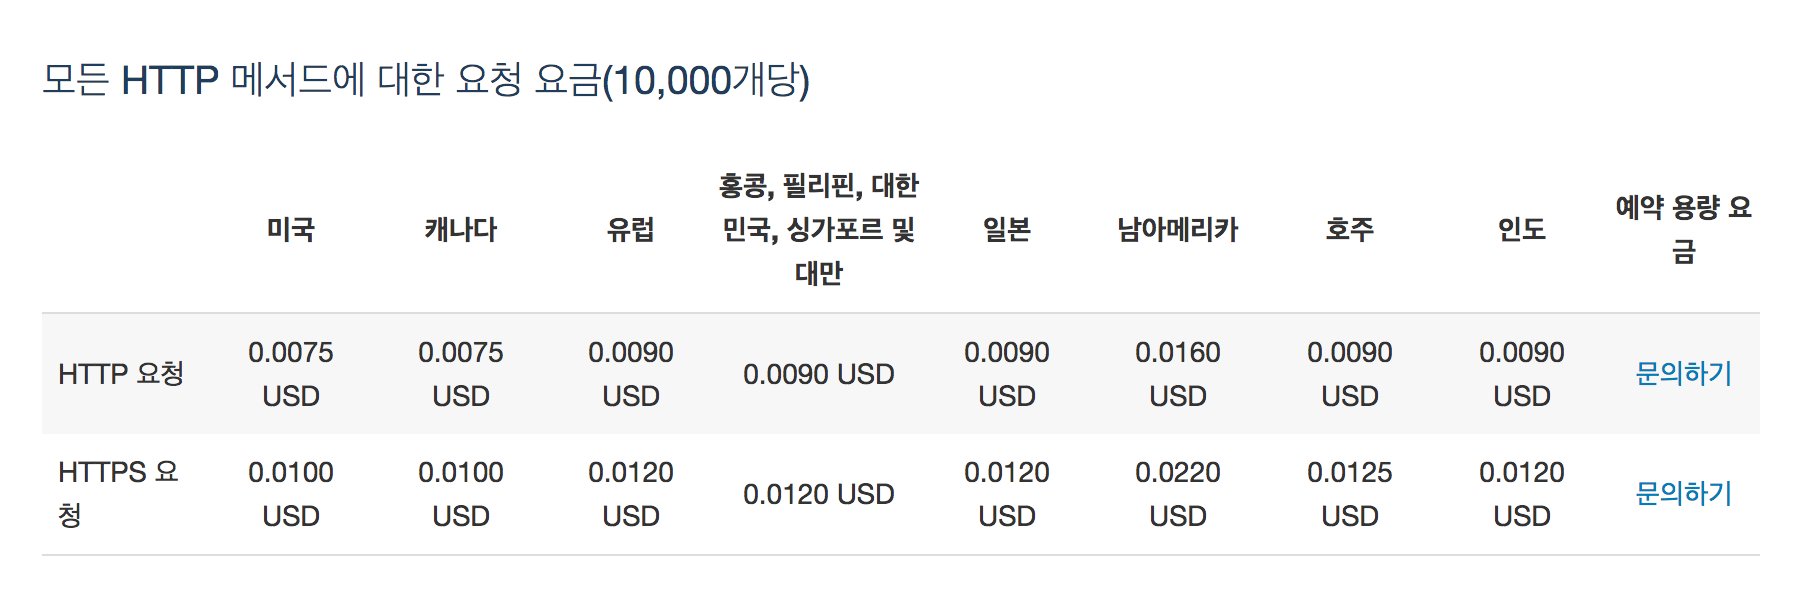 모든 HTTP 메서드에 대한 요청 요금(10,000개당)
미국 캐나다 유럽 홍콩, 필리핀, 대한 민국, 싱가포르 및 대만 일본 남아메리카 호주 인도 예약 용량 요 금
HTTP 요청 0.0075 USD 0.0075 USD 0.0090 USD 0.0090 USD 0.0090 USD 0.0160 USD 0.0090 USD 0.0090 USD 문의하기
HTTPS 요 청 0.0100 USD 0.0100 USD 0.0120 USD 0.0120 USD 0.0120 USD 0.0220 USD 0.0125 USD 0.0120 USD 문의하기